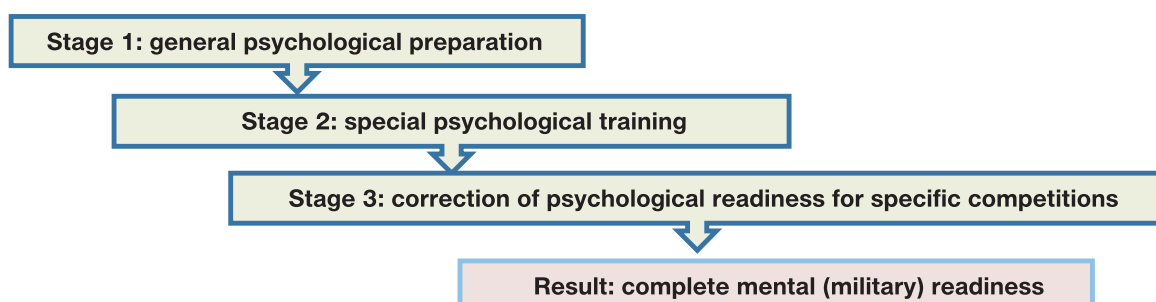 Stage 1: general psychological preparation
Stage 2: special psychological training
Stage 3: correction of psychological readiness for specific competitions
Result: complete mental (military) readiness